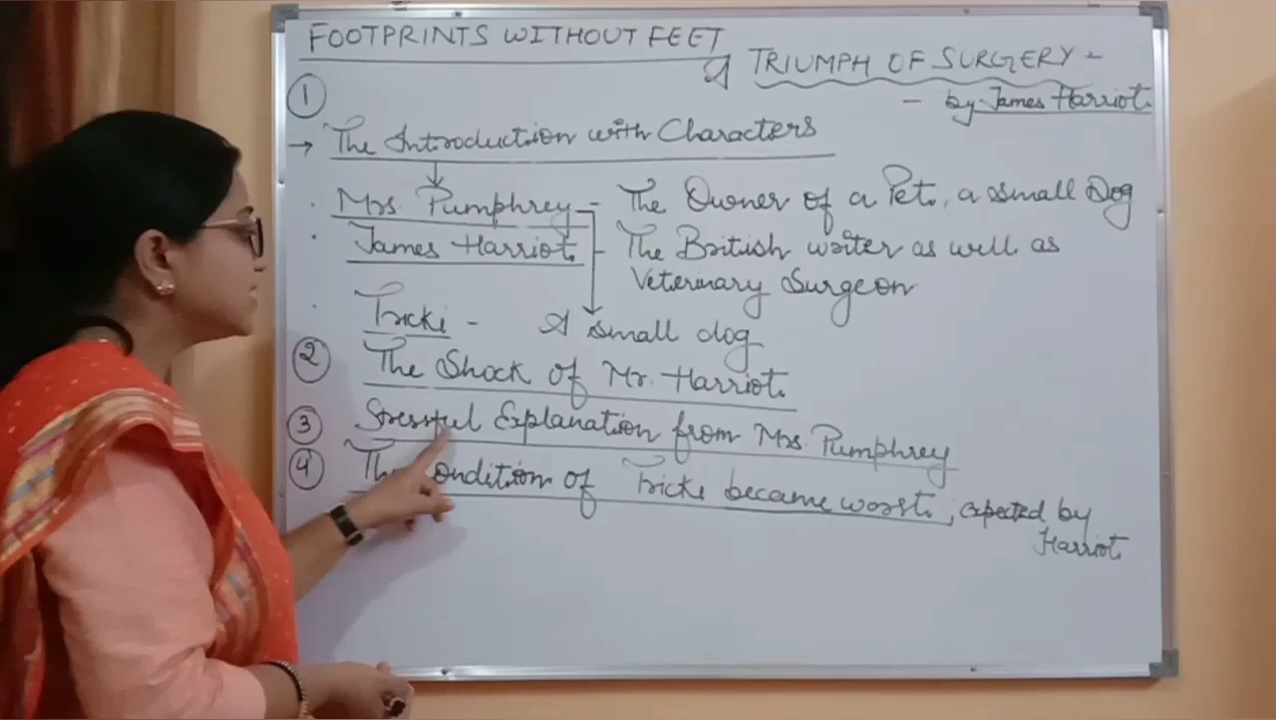 FOOTPRINTS WITHOUT FEET
A TRIUMPH OF SURGERY -
- by James Harriot.
①
→ The Introduction with Characters
. Mrs. Pumphrey - The Owner of a Pet, a small Dog
. James Harriot. - The British writer as well as
Veterinary Surgeon
. Tricki - A small dog
② The Shock of Mr. Harriot.
③ Stressful Explanation from Mrs. Pumphrey
④ The Condition of Tricki became worst, expected by
Harriot